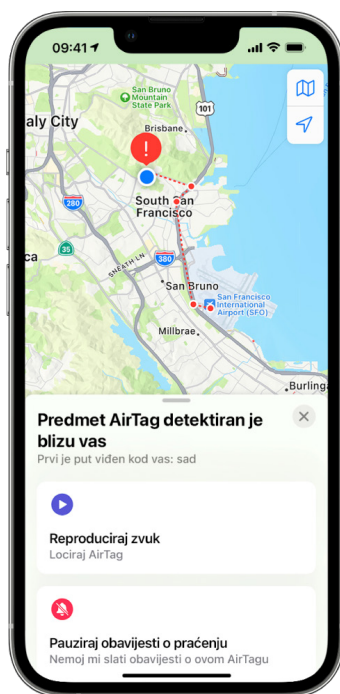 09:41
San Bruno
Mountain
State Park
101
aly City
Brisbane
!
280
South San
Francisco
35
380
ca
SNEATH LN
San Bruno
San Francisco
International
Airport (SFO)
Millbrae
Burling
Predmet AirTag detektiran je
blizu vas
Prvi je put viđen kod vas: sad
Reproduciraj zvuk
Lociraj AirTag
Pauziraj obavijesti o praćenju
Nemoj mi slati obavijesti o ovom AirTagu